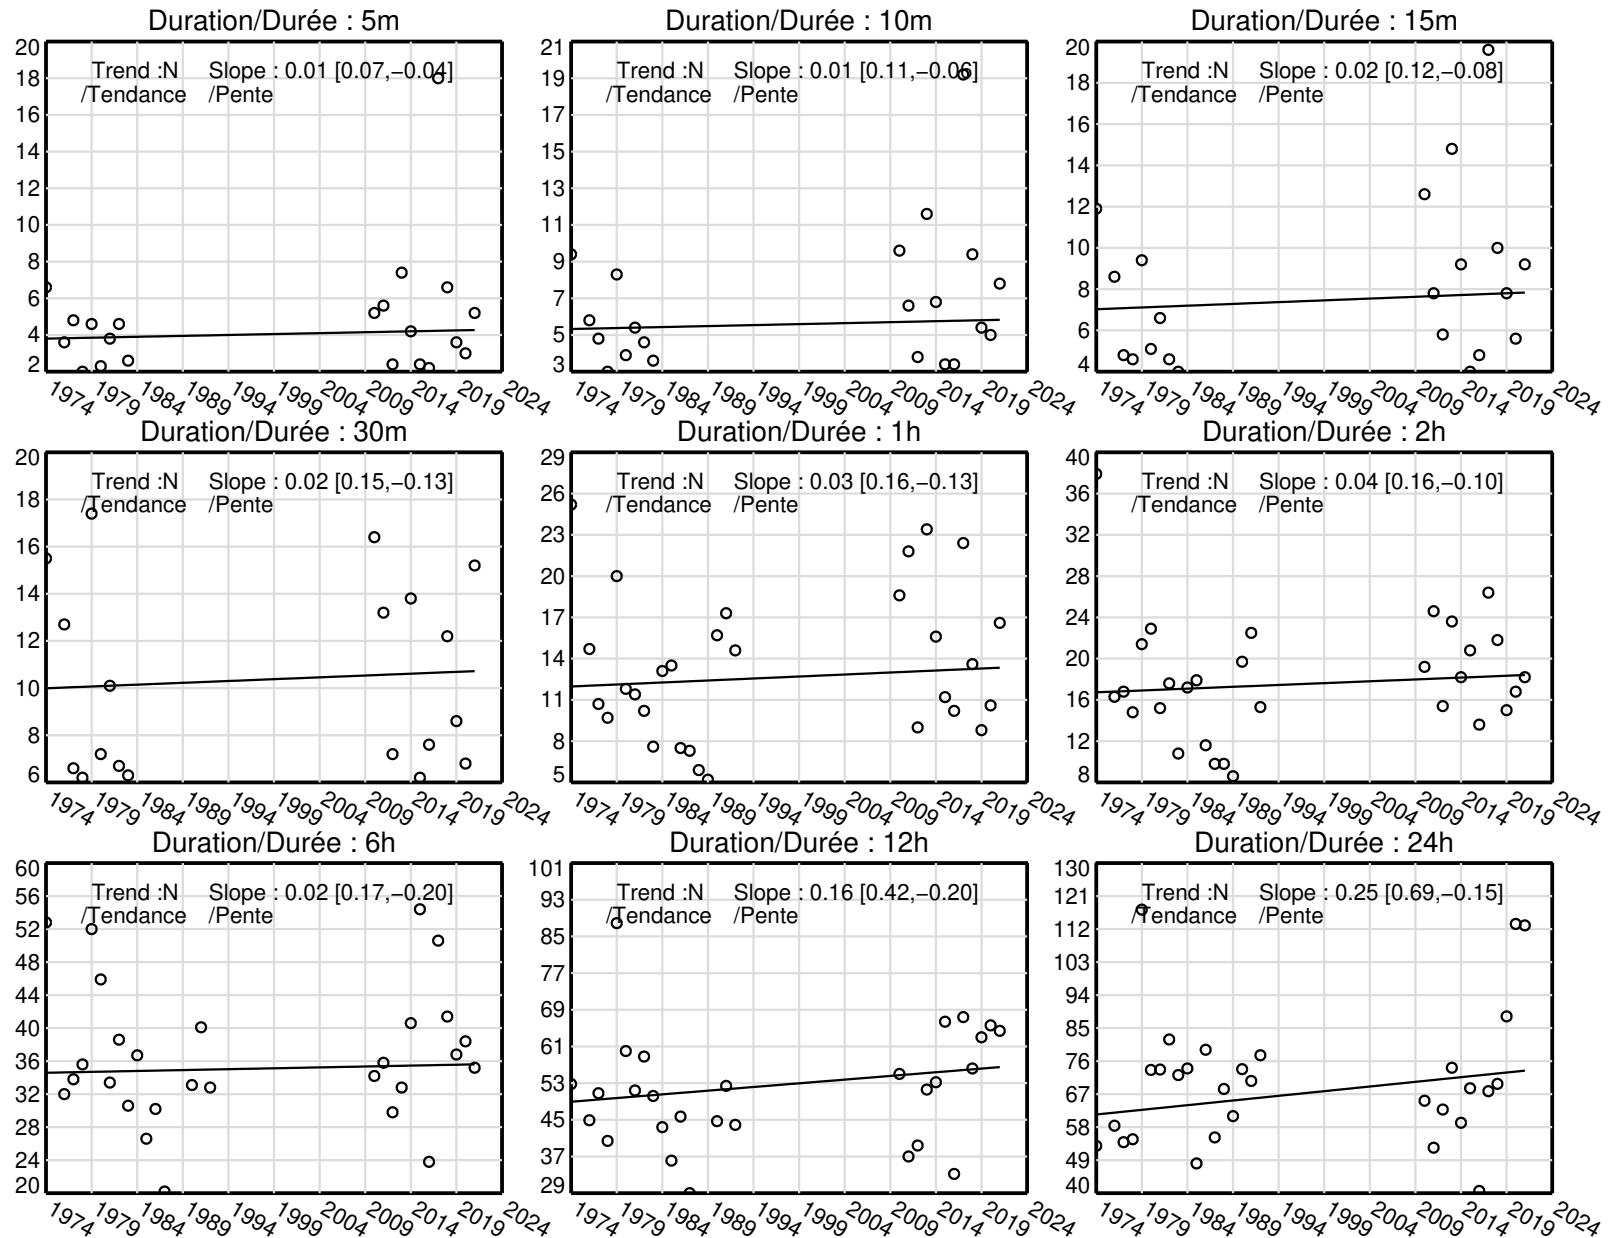 Duration/Durée : 5m
Trend :N Slope : 0.01 [0.07,−0.04]
/Tendance /Pente
20
18
16
14
12
10
8
6
4
2
1974 1979 1984 1989 1994 1999 2004 2009 2014 2019 2024
Duration/Durée : 10m
Trend :N Slope : 0.01 [0.11,−0.06]
/Tendance /Pente
21
19
17
15
13
11
9
7
5
3
1974 1979 1984 1989 1994 1999 2004 2009 2014 2019 2024
Duration/Durée : 15m
Trend :N Slope : 0.02 [0.12,−0.08]
/Tendance /Pente
20
18
16
14
12
10
8
6
4
1974 1979 1984 1989 1994 1999 2004 2009 2014 2019 2024
Duration/Durée : 30m
Trend :N Slope : 0.02 [0.15,−0.13]
/Tendance /Pente
20
18
16
14
12
10
8
6
1974 1979 1984 1989 1994 1999 2004 2009 2014 2019 2024
Duration/Durée : 1h
Trend :N Slope : 0.03 [0.16,−0.13]
/Tendance /Pente
29
26
23
20
17
14
11
8
5
1974 1979 1984 1989 1994 1999 2004 2009 2014 2019 2024
Duration/Durée : 2h
Trend :N Slope : 0.04 [0.16,−0.10]
/Tendance /Pente
40
36
32
28
24
20
16
12
8
1974 1979 1984 1989 1994 1999 2004 2009 2014 2019 2024
Duration/Durée : 6h
Trend :N Slope : 0.02 [0.17,−0.20]
/Tendance /Pente
60
56
52
48
44
40
36
32
28
24
20
1974 1979 1984 1989 1994 1999 2004 2009 2014 2019 2024
Duration/Durée : 12h
Trend :N Slope : 0.16 [0.42,−0.20]
/Tendance /Pente
101
93
85
77
69
61
53
45
37
29
1974 1979 1984 1989 1994 1999 2004 2009 2014 2019 2024
Duration/Durée : 24h
Trend :N Slope : 0.25 [0.69,−0.15]
/Tendance /Pente
130
121
112
103
94
85
76
67
58
49
40
1974 1979 1984 1989 1994 1999 2004 2009 2014 2019 2024